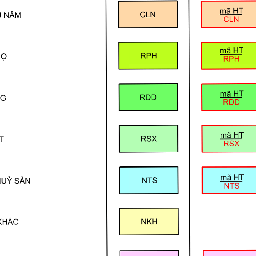 NĂM CLN mã HT
CLN
RPH mã HT
RPH
RDD mã HT
RDD
RSX mã HT
RSX
HUỶ SẢN NTS mã HT
NTS
KHÁC NKH